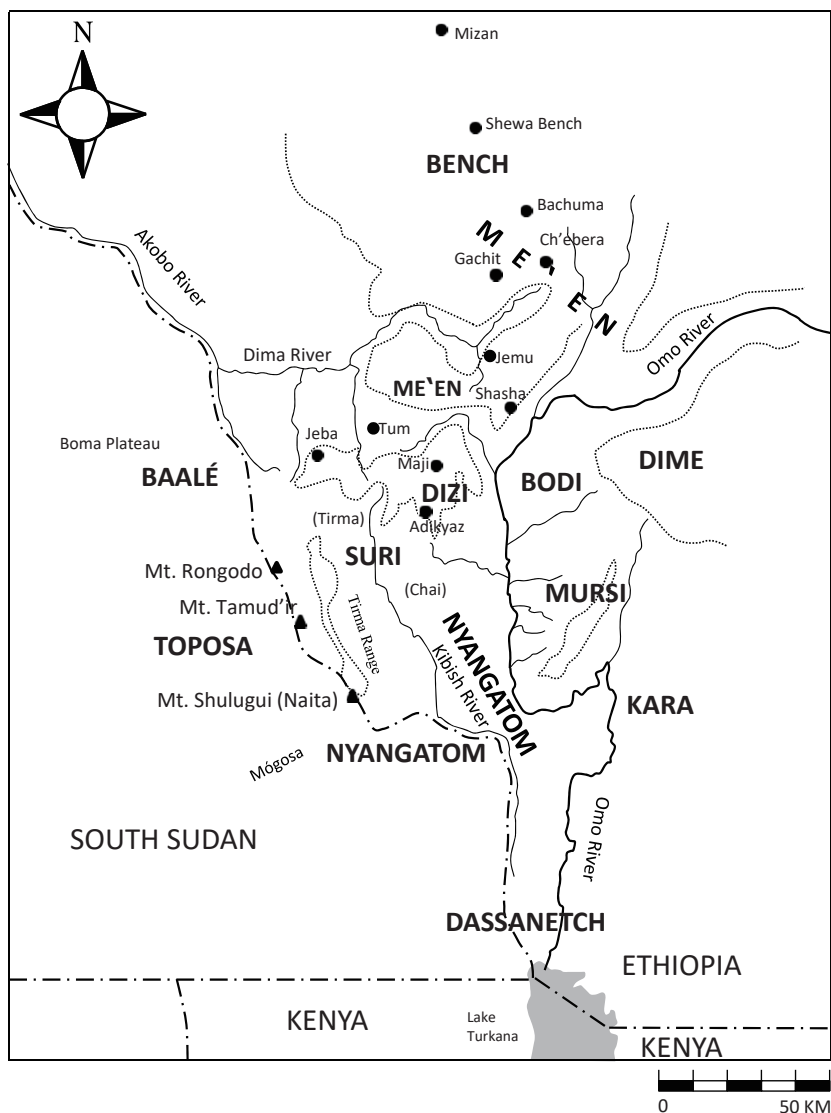 N
Mizan
Shewa Bench
BENCH
Bachuma
ME‛EN
Ch'ebera
Gachit
Akobo River
Omo River
Dima River
Jemu
ME‛EN
Shasha
Tum
Jeba
Boma Plateau
BAALÉ
Maji
DIZI
BODI
DIME
(Tirma)
Adikyaz
SURI
Mt. Rongodo
(Chai)
MURSI
Mt. Tamud'ir
Tirma Range
TOPOSA
NYANGATOM
Kibish River
Mt. Shulugui (Naita)
KARA
NYANGATOM
Mógosa
SOUTH SUDAN
Omo River
DASSANETCH
ETHIOPIA
KENYA
Lake
Turkana
KENYA
0 50 KM